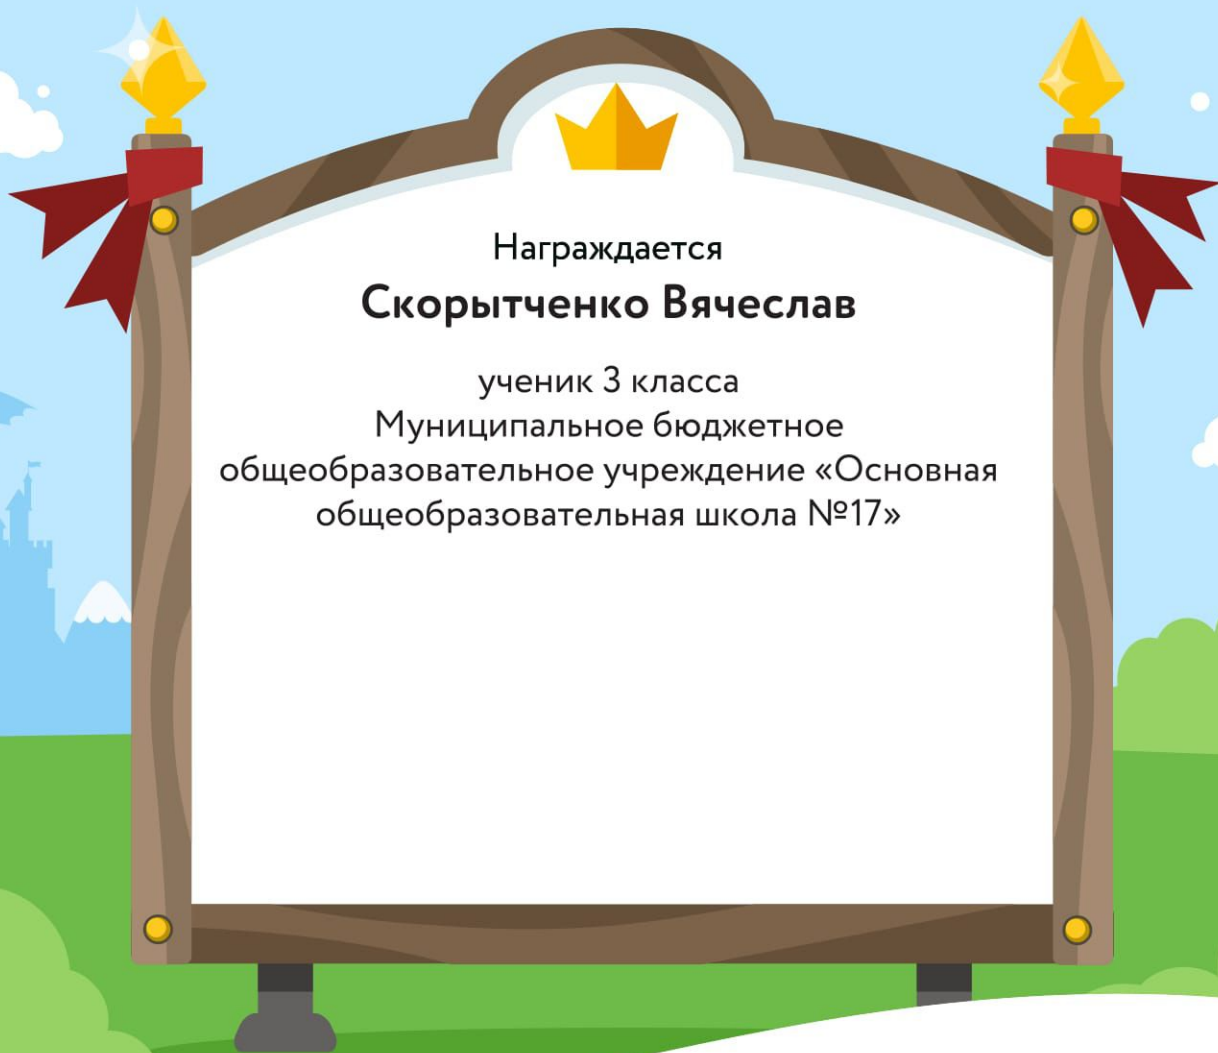 Награждается
Скорытченко Вячеслав
ученик 3 класса
Муниципальное бюджетное
общеобразовательное учреждение «Основная
общеобразовательная школа №17»